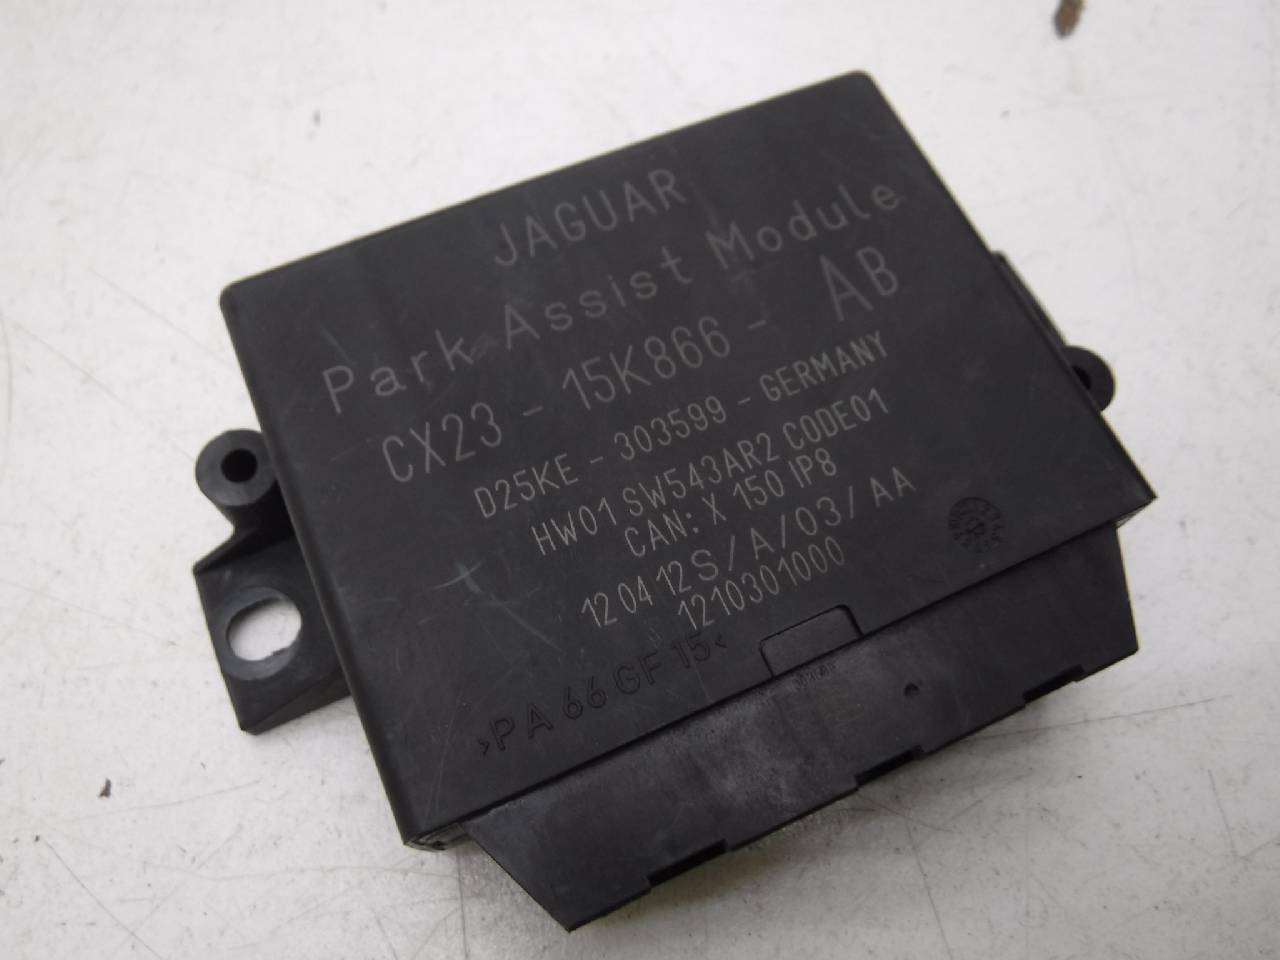 JAGUAR
Park Assist Module
CX23 - 15K866 - AB
D25KE - 303599 - GERMANY
HW01 SW543AR2 CODE01
CAN: X 150 IP8
12 04 12 S/A/03/AA
1210301000
>PA 66 GF 15<